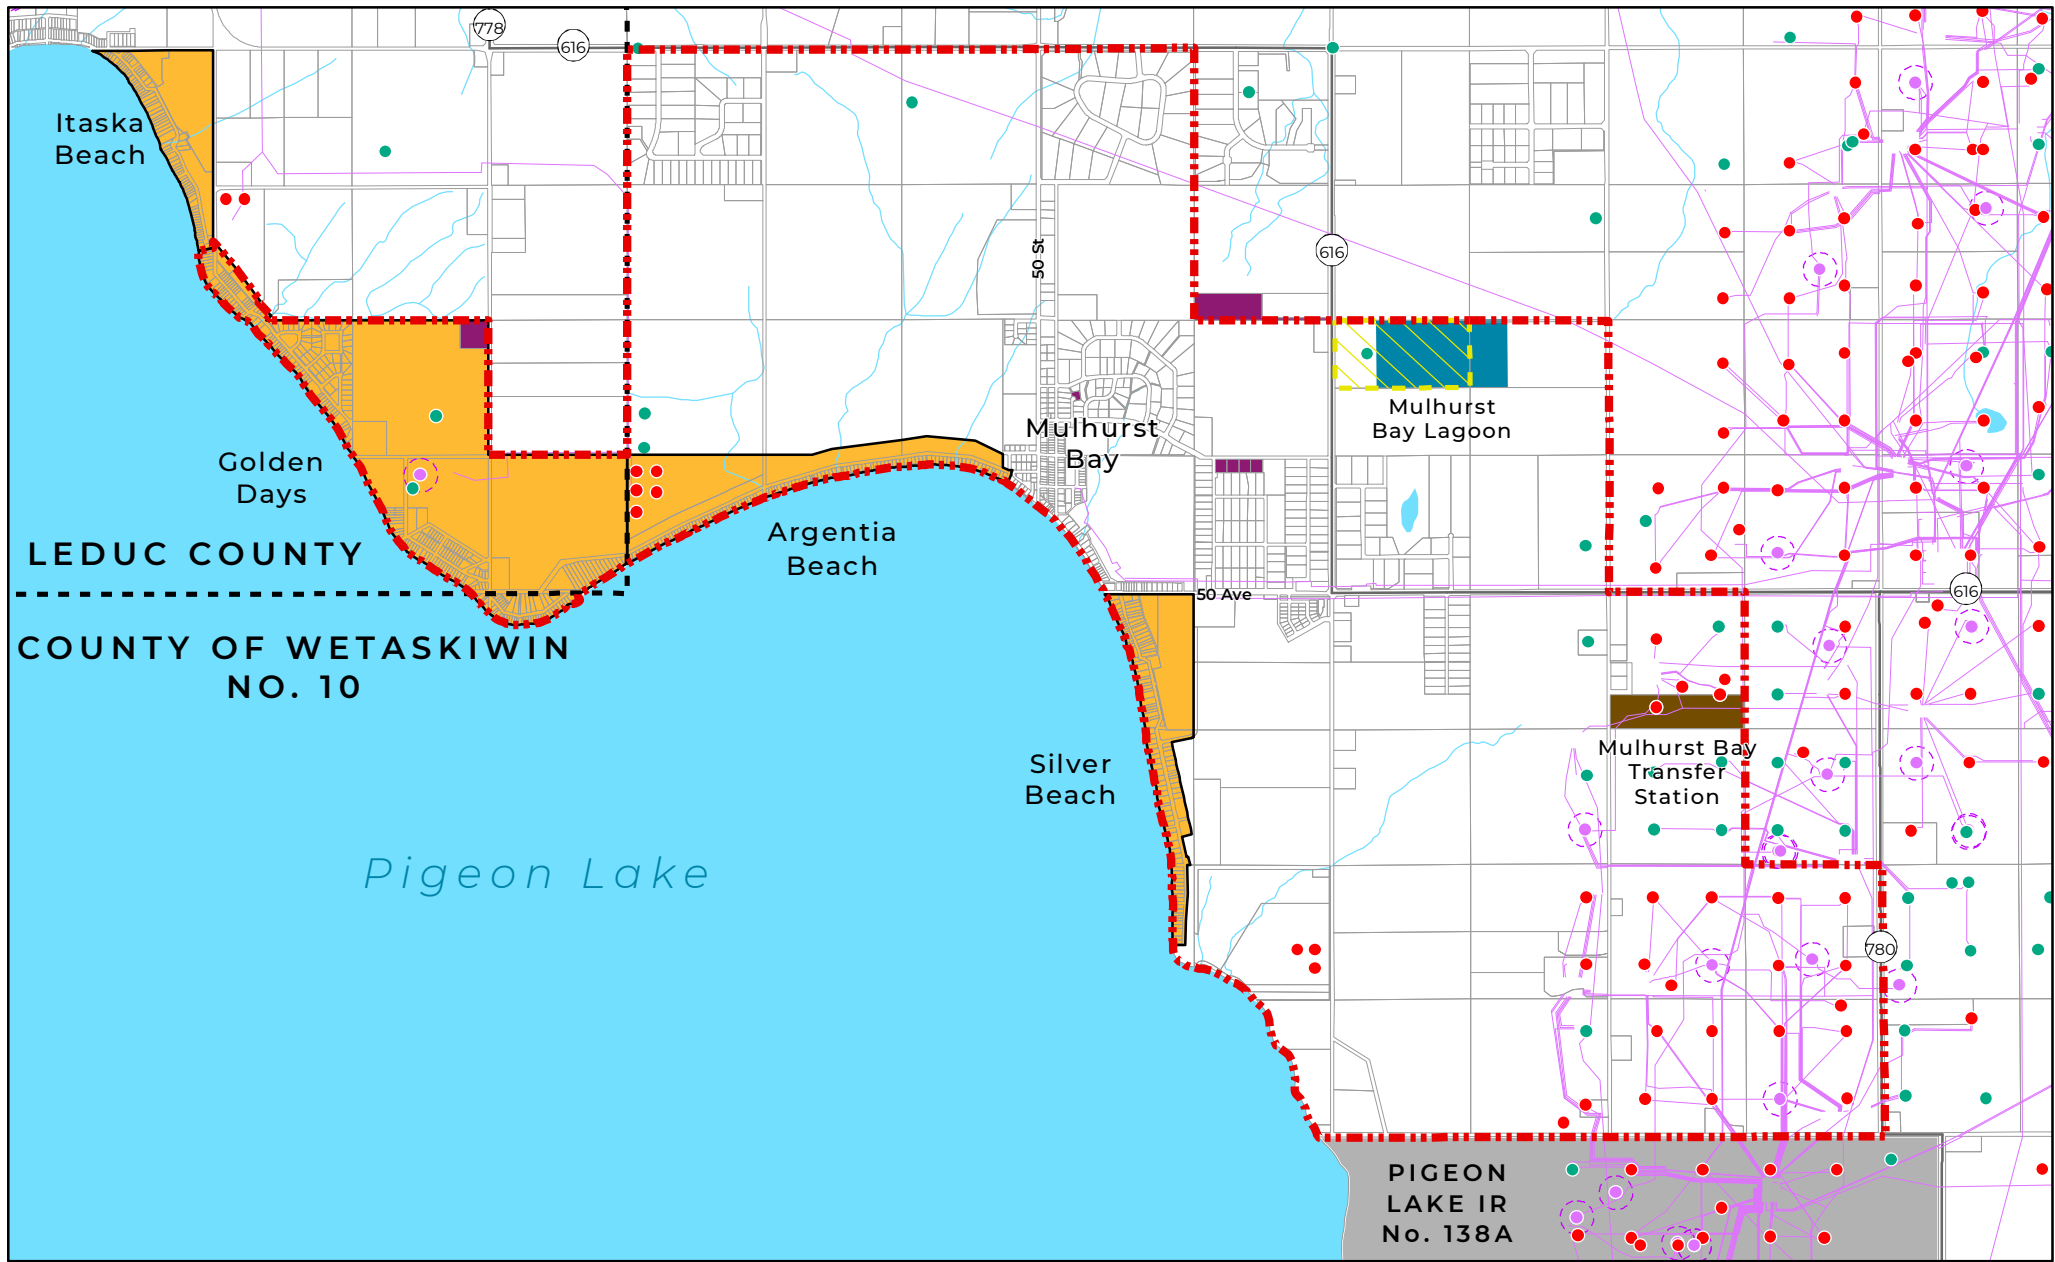 778
616
Itaska
Beach
50 St
616
Mulhurst
Bay Lagoon
Mulhurst
Bay
Golden
Days
Argentia
Beach
LEDUC COUNTY
50 Ave
616
COUNTY OF WETASKIWIN
NO. 10
Silver
Beach
Mulhurst Bay
Transfer
Station
Pigeon Lake
780
PIGEON
LAKE IR
No. 138A